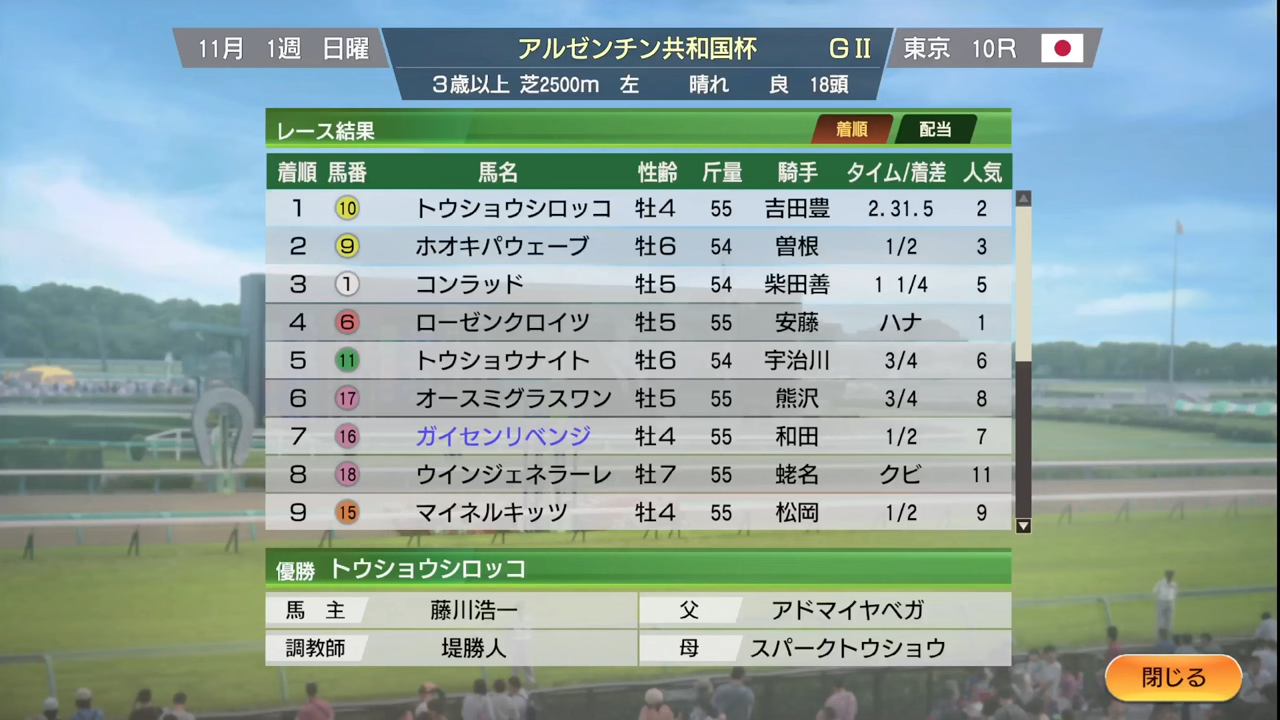 11月 1週 日曜 アルゼンチン共和国杯 GⅡ 東京 10R
3歳以上 芝2500m 左 晴れ 良 18頭
レース結果 着順 配当
着順 馬番 馬名 性齢 斤量 騎手 タイム/着差 人気
1 10 トウショウシロッコ 牡4 55 吉田豊 2.31.5 2
2 9 ホオキパウェーブ 牡6 54 曽根 1/2 3
3 1 コンラッド 牡5 54 柴田善 1 1/4 5
4 6 ローゼンクロイツ 牡5 55 安藤 ハナ 1
5 11 トウショウナイト 牡6 54 宇治川 3/4 6
6 17 オースミグラスワン 牡5 55 熊沢 3/4 8
7 16 ガイセンリベンジ 牡4 55 和田 1/2 7
8 18 ウインジェネラーレ 牡7 55 蛯名 クビ 11
9 15 マイネルキッツ 牡4 55 松岡 1/2 9
優勝 トウショウシロッコ
馬主 藤川浩一 父 アドマイヤベガ
調教師 堤勝人 母 スパークトウショウ
閉じる